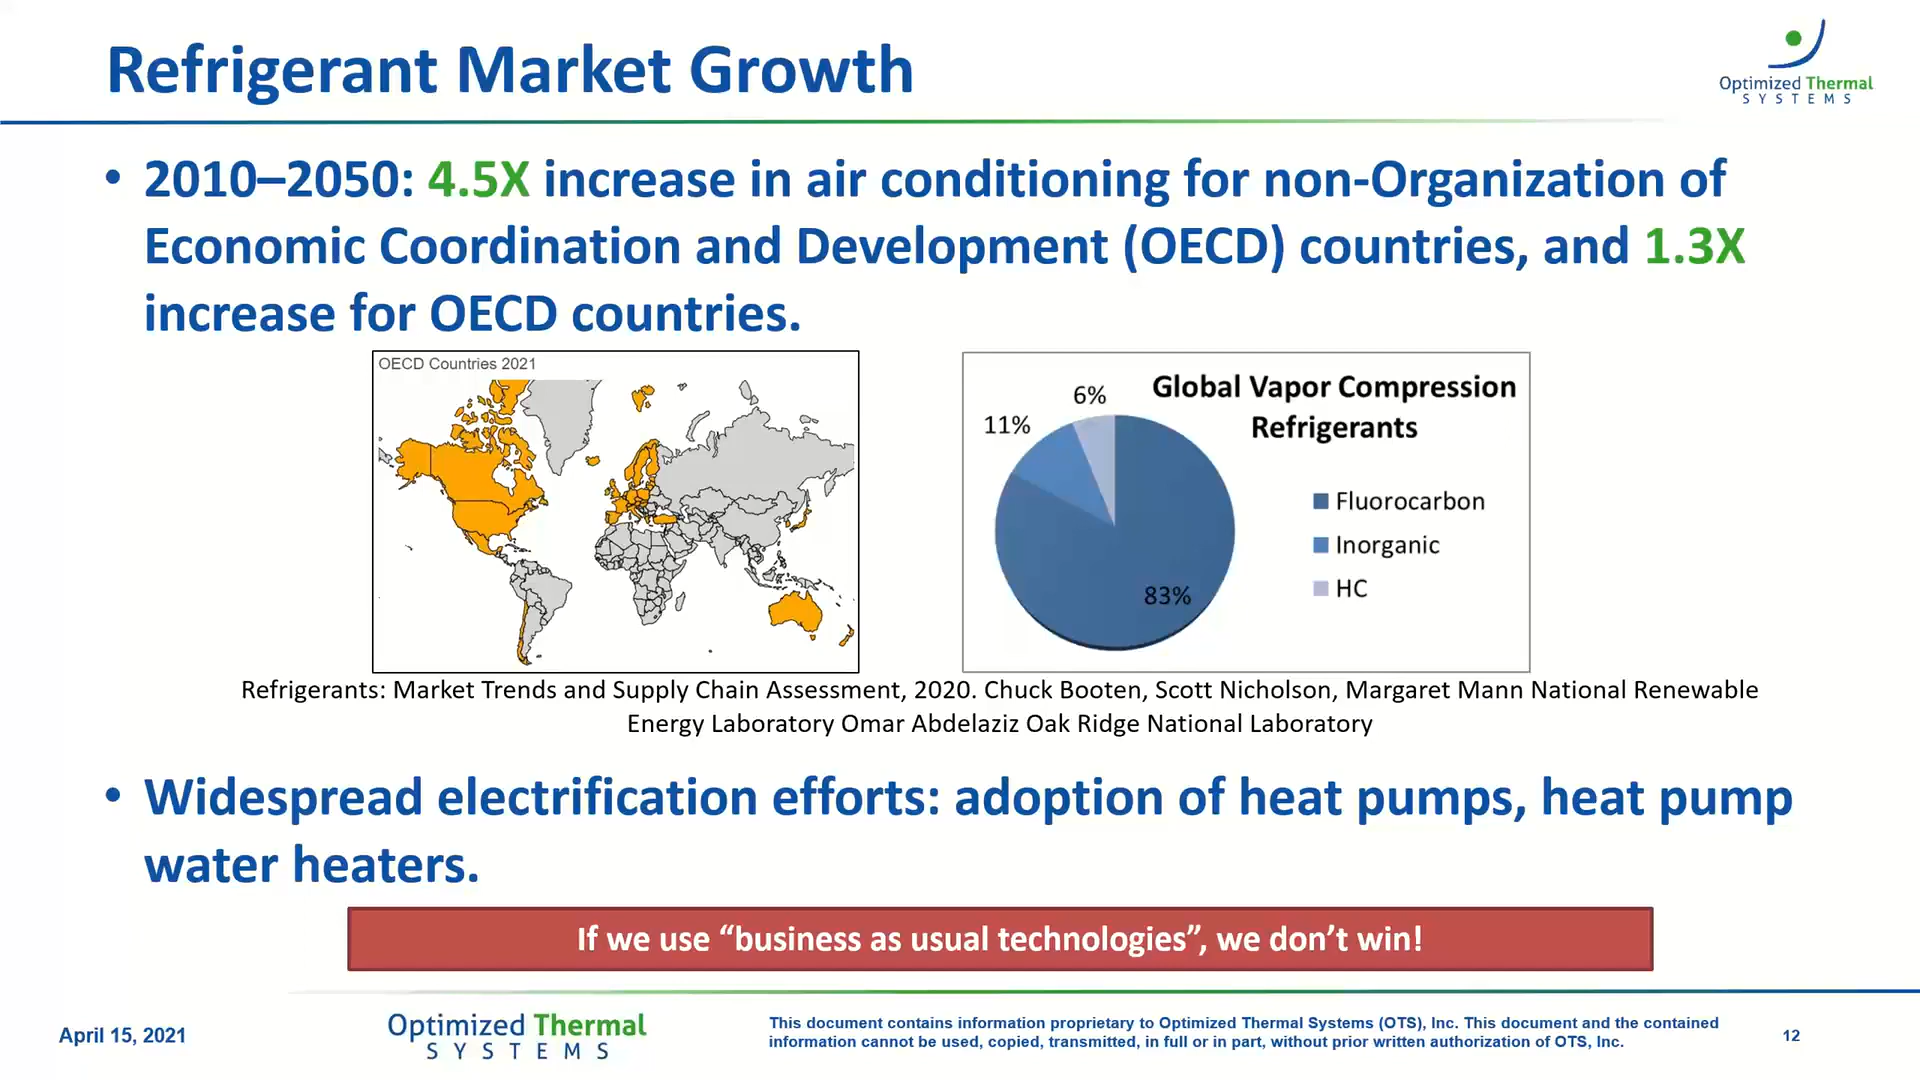 Refrigerant Market Growth
Optimized Thermal
SYSTEMS
• 2010–2050: 4.5X increase in air conditioning for non-Organization of
Economic Coordination and Development (OECD) countries, and 1.3X
increase for OECD countries.
OECD Countries 2021
Global Vapor Compression
Refrigerants
6%
11%
83%
Fluorocarbon
Inorganic
HC
Refrigerants: Market Trends and Supply Chain Assessment, 2020. Chuck Booten, Scott Nicholson, Margaret Mann National Renewable
Energy Laboratory Omar Abdelaziz Oak Ridge National Laboratory
• Widespread electrification efforts: adoption of heat pumps, heat pump
water heaters.
If we use “business as usual technologies”, we don’t win!
April 15, 2021
Optimized Thermal
SYSTEMS
This document contains information proprietary to Optimized Thermal Systems (OTS), Inc. This document and the contained
information cannot be used, copied, transmitted, in full or in part, without prior written authorization of OTS, Inc.
12